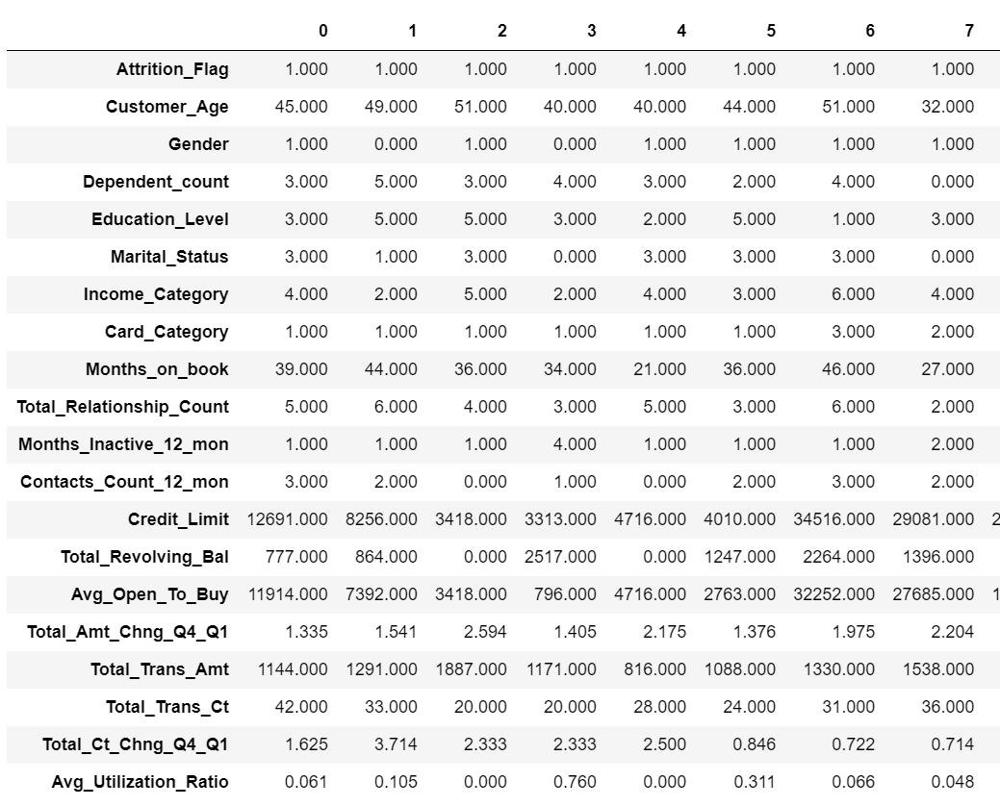 0 1 2 3 4 5 6 7
Attrition_Flag 1.000 1.000 1.000 1.000 1.000 1.000 1.000 1.000
Customer_Age 45.000 49.000 51.000 40.000 40.000 44.000 51.000 32.000
Gender 1.000 0.000 1.000 0.000 1.000 1.000 1.000 1.000
Dependent_count 3.000 5.000 3.000 4.000 3.000 2.000 4.000 0.000
Education_Level 3.000 5.000 5.000 3.000 2.000 5.000 1.000 3.000
Marital_Status 3.000 1.000 3.000 0.000 3.000 3.000 3.000 0.000
Income_Category 4.000 2.000 5.000 2.000 4.000 3.000 6.000 4.000
Card_Category 1.000 1.000 1.000 1.000 1.000 1.000 3.000 2.000
Months_on_book 39.000 44.000 36.000 34.000 21.000 36.000 46.000 27.000
Total_Relationship_Count 5.000 6.000 4.000 3.000 5.000 3.000 6.000 2.000
Months_Inactive_12_mon 1.000 1.000 1.000 4.000 1.000 1.000 1.000 2.000
Contacts_Count_12_mon 3.000 2.000 0.000 1.000 0.000 2.000 3.000 2.000
Credit_Limit 12691.000 8256.000 3418.000 3313.000 4716.000 4010.000 34516.000 29081.000 2
Total_Revolving_Bal 777.000 864.000 0.000 2517.000 0.000 1247.000 2264.000 1396.000
Avg_Open_To_Buy 11914.000 7392.000 3418.000 796.000 4716.000 2763.000 32252.000 27685.000 1
Total_Amt_Chng_Q4_Q1 1.335 1.541 2.594 1.405 2.175 1.376 1.975 2.204
Total_Trans_Amt 1144.000 1291.000 1887.000 1171.000 816.000 1088.000 1330.000 1538.000
Total_Trans_Ct 42.000 33.000 20.000 20.000 28.000 24.000 31.000 36.000
Total_Ct_Chng_Q4_Q1 1.625 3.714 2.333 2.333 2.500 0.846 0.722 0.714
Avg_Utilization_Ratio 0.061 0.105 0.000 0.760 0.000 0.311 0.066 0.048